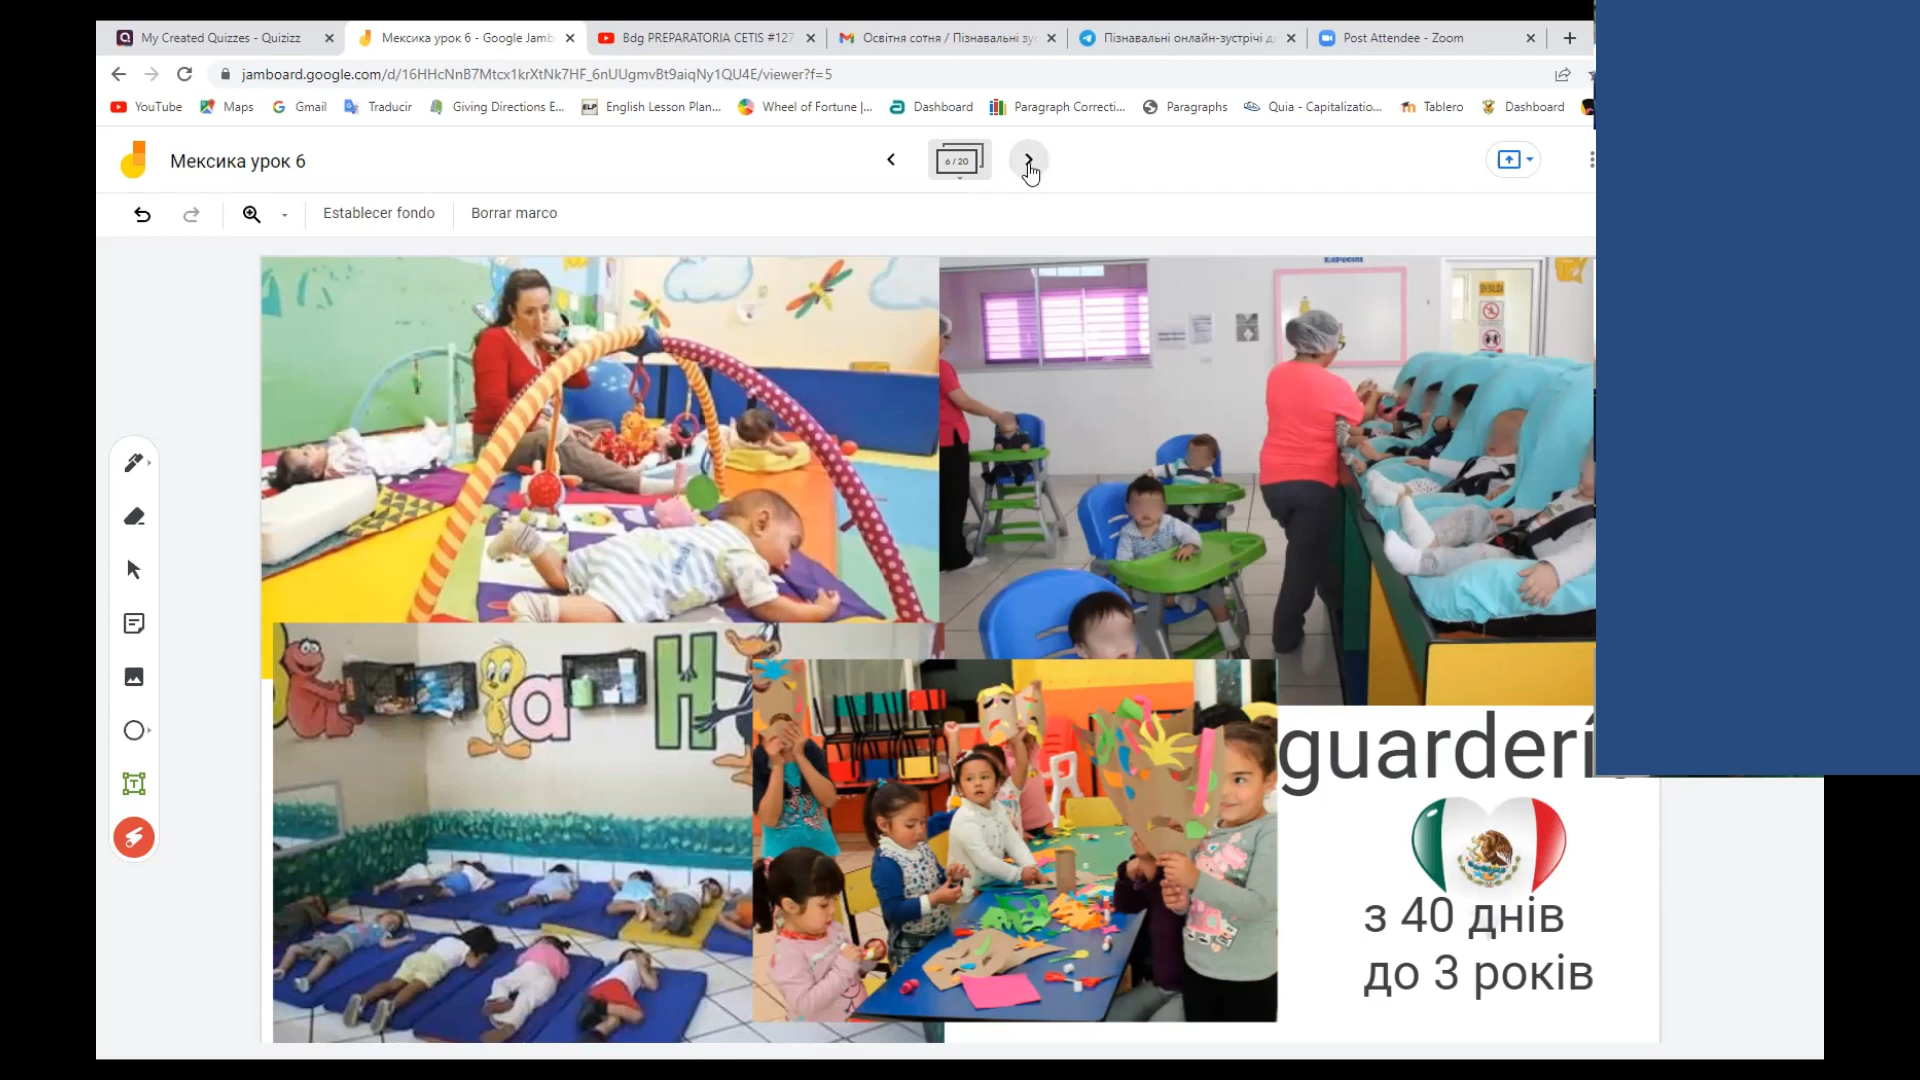 My Created Quizzes - Quizizz
Мексика урок 6 - Google Jamb
Bdg PREPARATORIA CETIS #127
Освітня сотня / Пізнавальні зу
Пізнавальні онлайн-зустрічі д
Post Attendee - Zoom
jamboard.google.com/d/16HHcNnB7Mtcx1krXtNk7HF_6nUUgmvBt9aiqNy1QU4E/viewer?f=5
YouTube
Maps
Gmail
Traducir
Giving Directions E...
English Lesson Plan...
Wheel of Fortune |...
Dashboard
Paragraph Correcti...
Paragraphs
Quia - Capitalizatio...
Tablero
Dashboard
Мексика урок 6
6 / 20
Establecer fondo
Borrar marco
a H
guarderí
з 40 днів
до 3 років